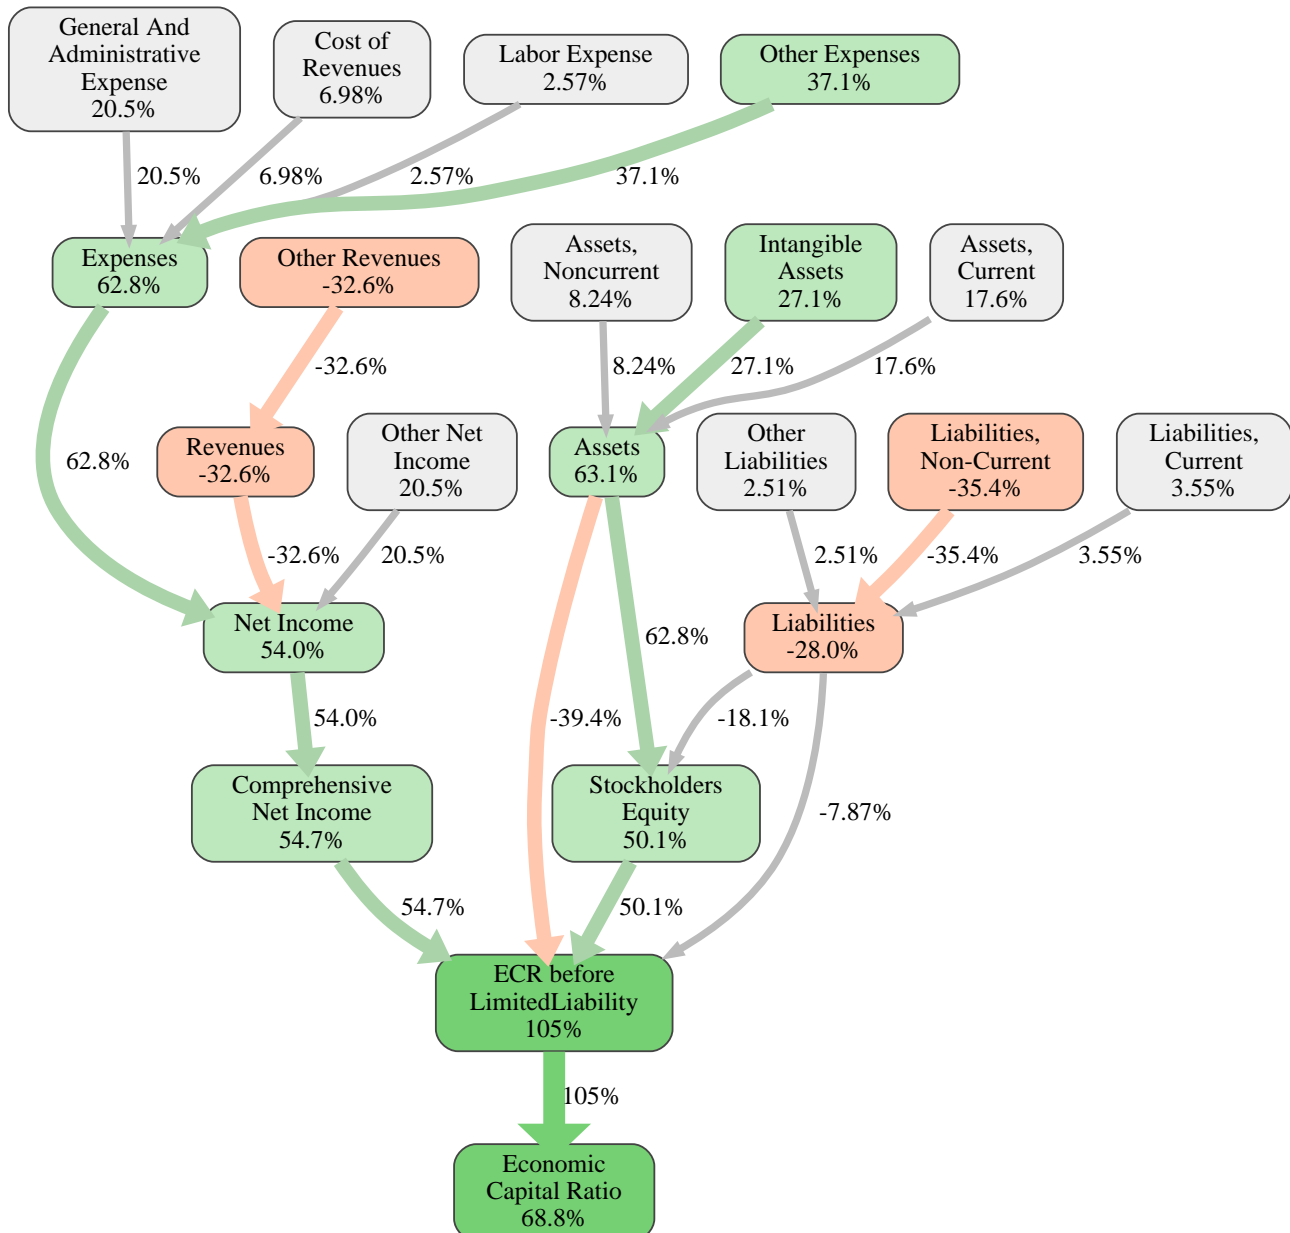 General And
Administrative
Expense
20.5%
Cost of
Revenues
6.98%
Labor Expense
2.57%
Other Expenses
37.1%
20.5%
6.98%
2.57%
37.1%
Expenses
62.8%
Other Revenues
-32.6%
Assets,
Noncurrent
8.24%
Intangible
Assets
27.1%
Assets,
Current
17.6%
-32.6%
8.24%
27.1%
17.6%
62.8%
Revenues
-32.6%
Other Net
Income
20.5%
Assets
63.1%
Other
Liabilities
2.51%
Liabilities,
Non-Current
-35.4%
Liabilities,
Current
3.55%
-32.6%
20.5%
2.51%
-35.4%
3.55%
Net Income
54.0%
62.8%
Liabilities
-28.0%
54.0%
-39.4%
-18.1%
Comprehensive
Net Income
54.7%
Stockholders
Equity
50.1%
-7.87%
54.7%
50.1%
ECR before
LimitedLiability
105%
105%
Economic
Capital Ratio
68.8%